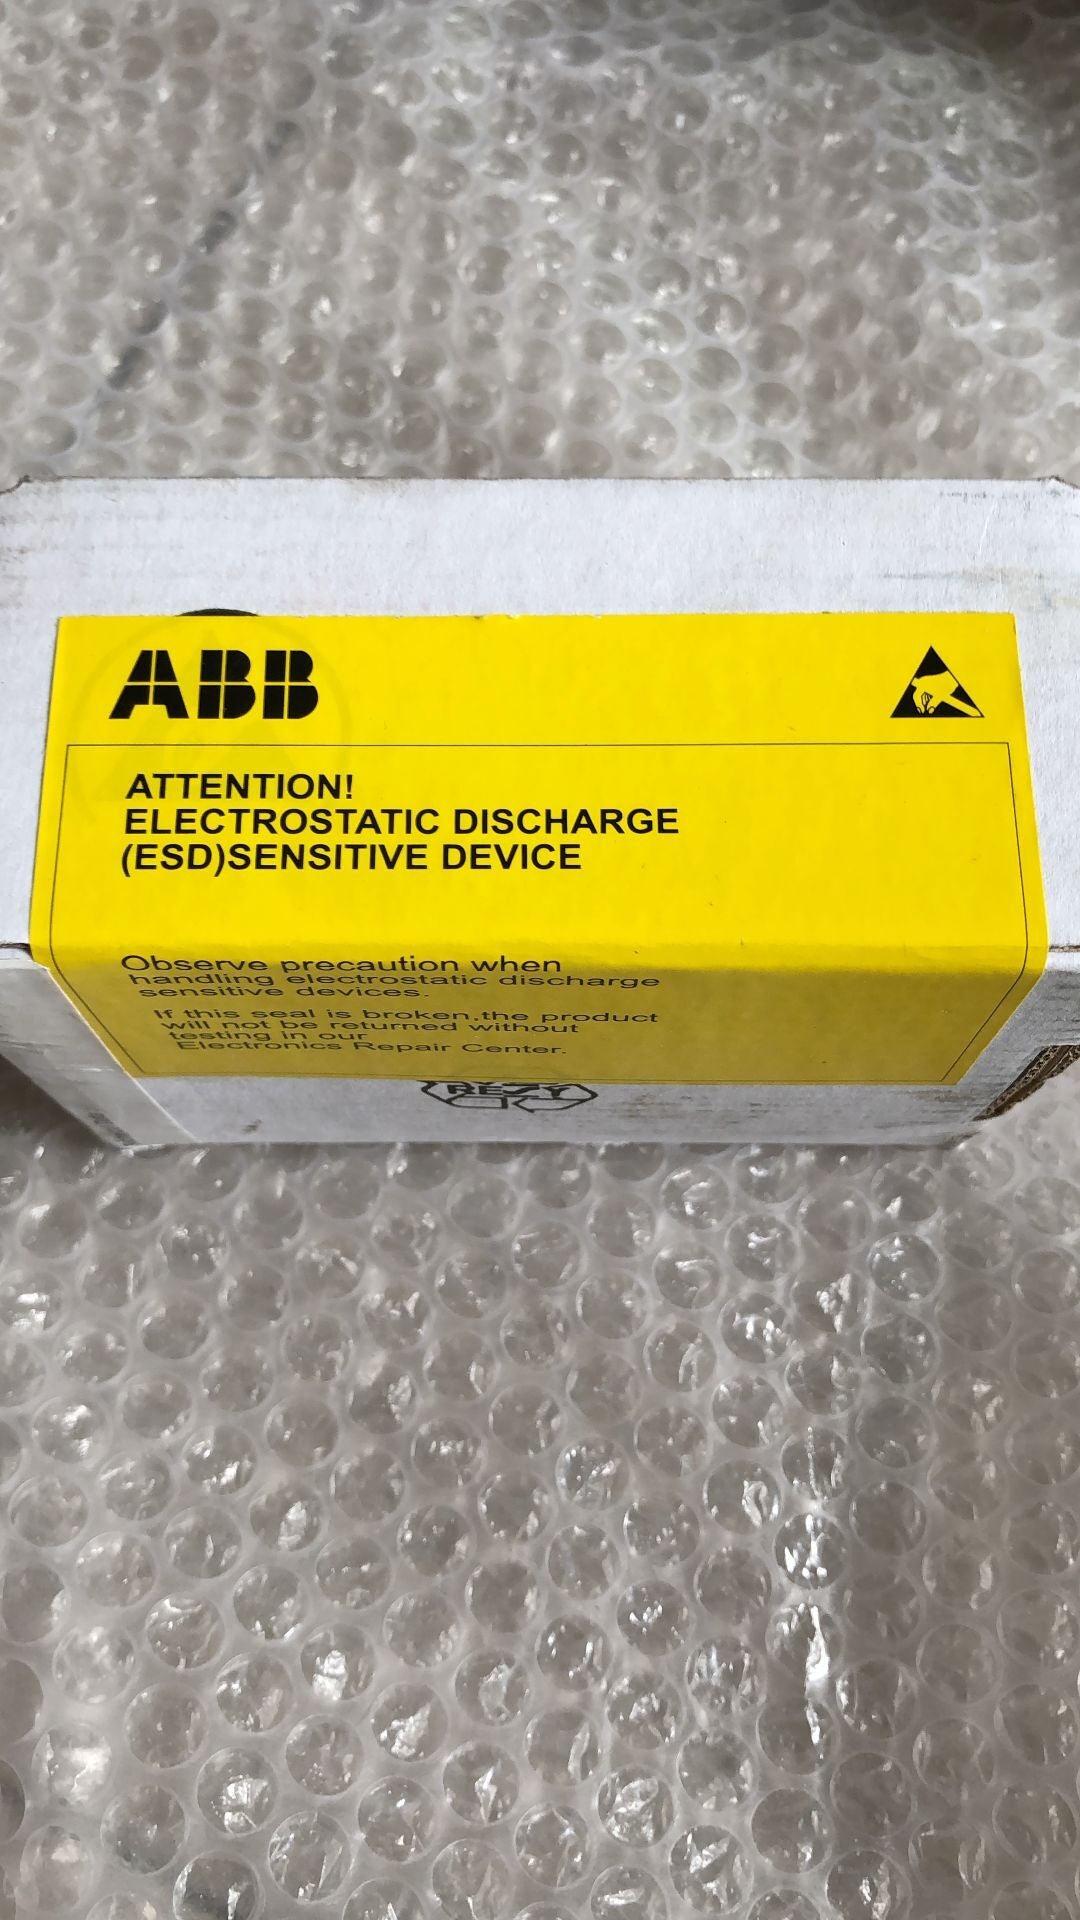 ABB
ATTENTION!
ELECTROSTATIC DISCHARGE
(ESD)SENSITIVE DEVICE
Observe precaution when
handling electrostatic discharge
sensitive devices.
If this seal is broken,the product
will not be returned without
testing in our
Electronics Repair Center.
RESY